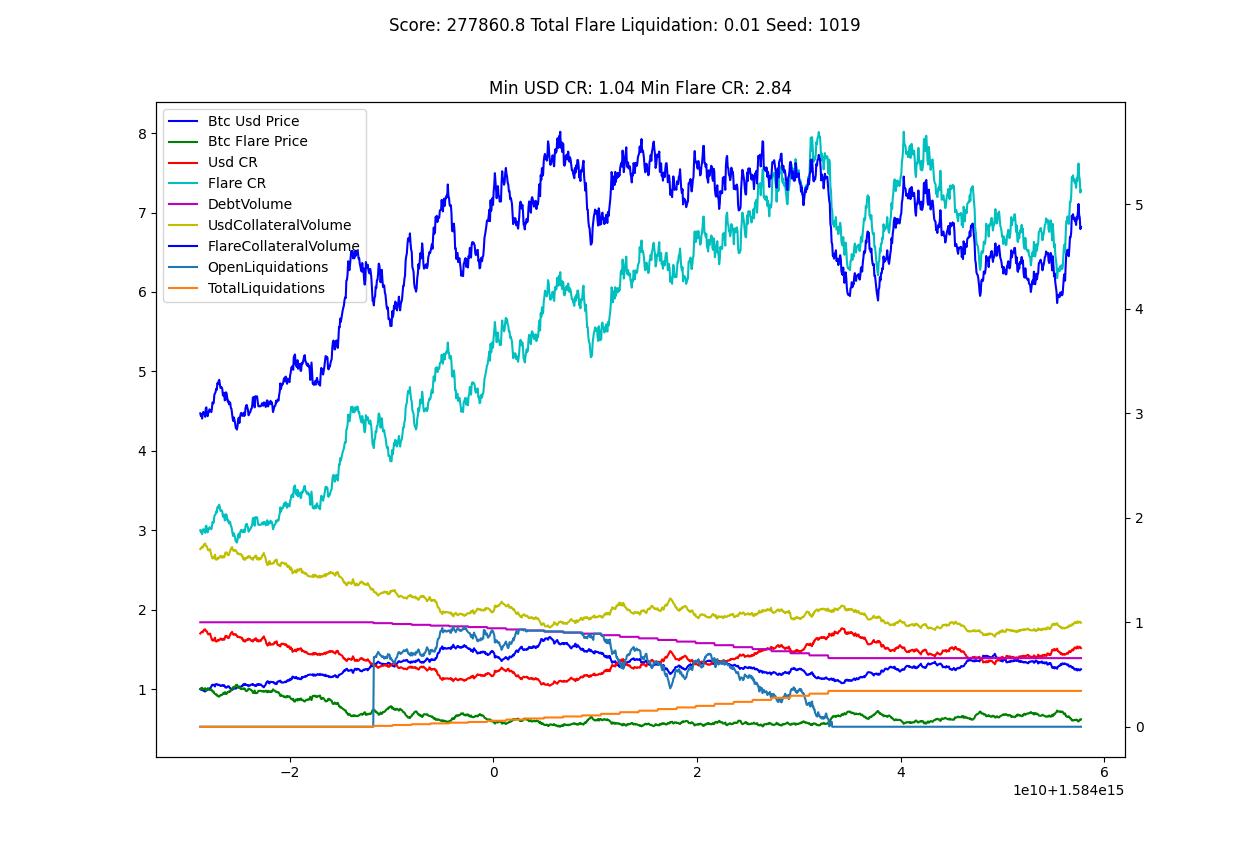 Score: 277860.8 Total Flare Liquidation: 0.01 Seed: 1019
Min USD CR: 1.04 Min Flare CR: 2.84
Btc Usd Price
Btc Flare Price
Usd CR
Flare CR
DebtVolume
UsdCollateralVolume
FlareCollateralVolume
OpenLiquidations
TotalLiquidations
8
7
6
5
4
3
2
1
5
4
3
2
1
0
−2
0
2
4
6
1e10+1.584e15